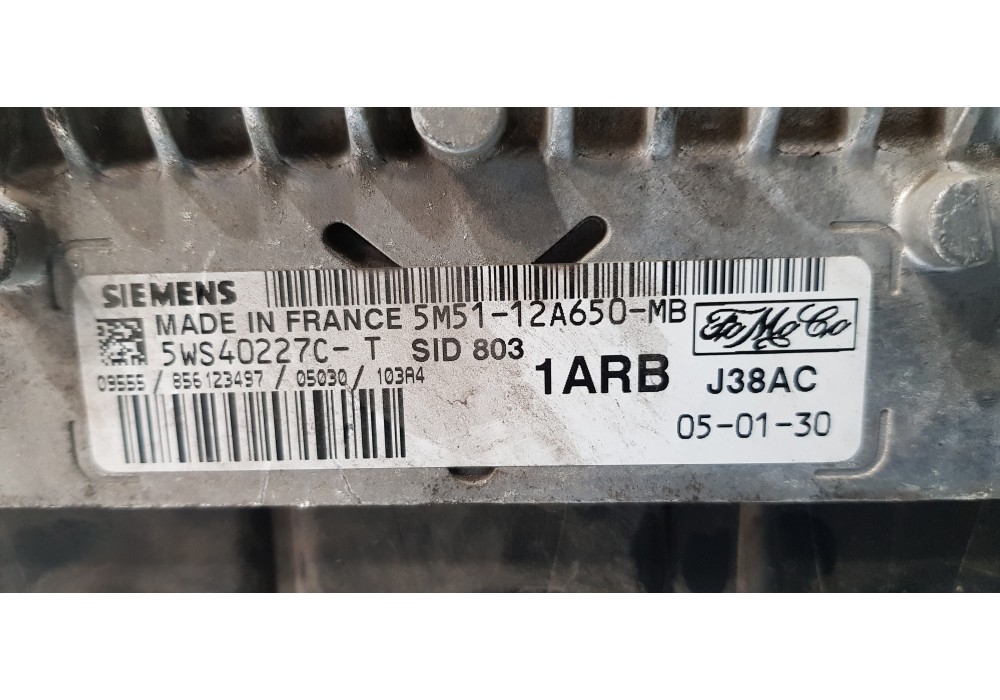 SIEMENS
MADE IN FRANCE 5M51-12A650-MB FoMoCo
5WS40227C-T SID 803
09555 / 856123497 / 05030 / 103A4 1ARB J38AC
05-01-30